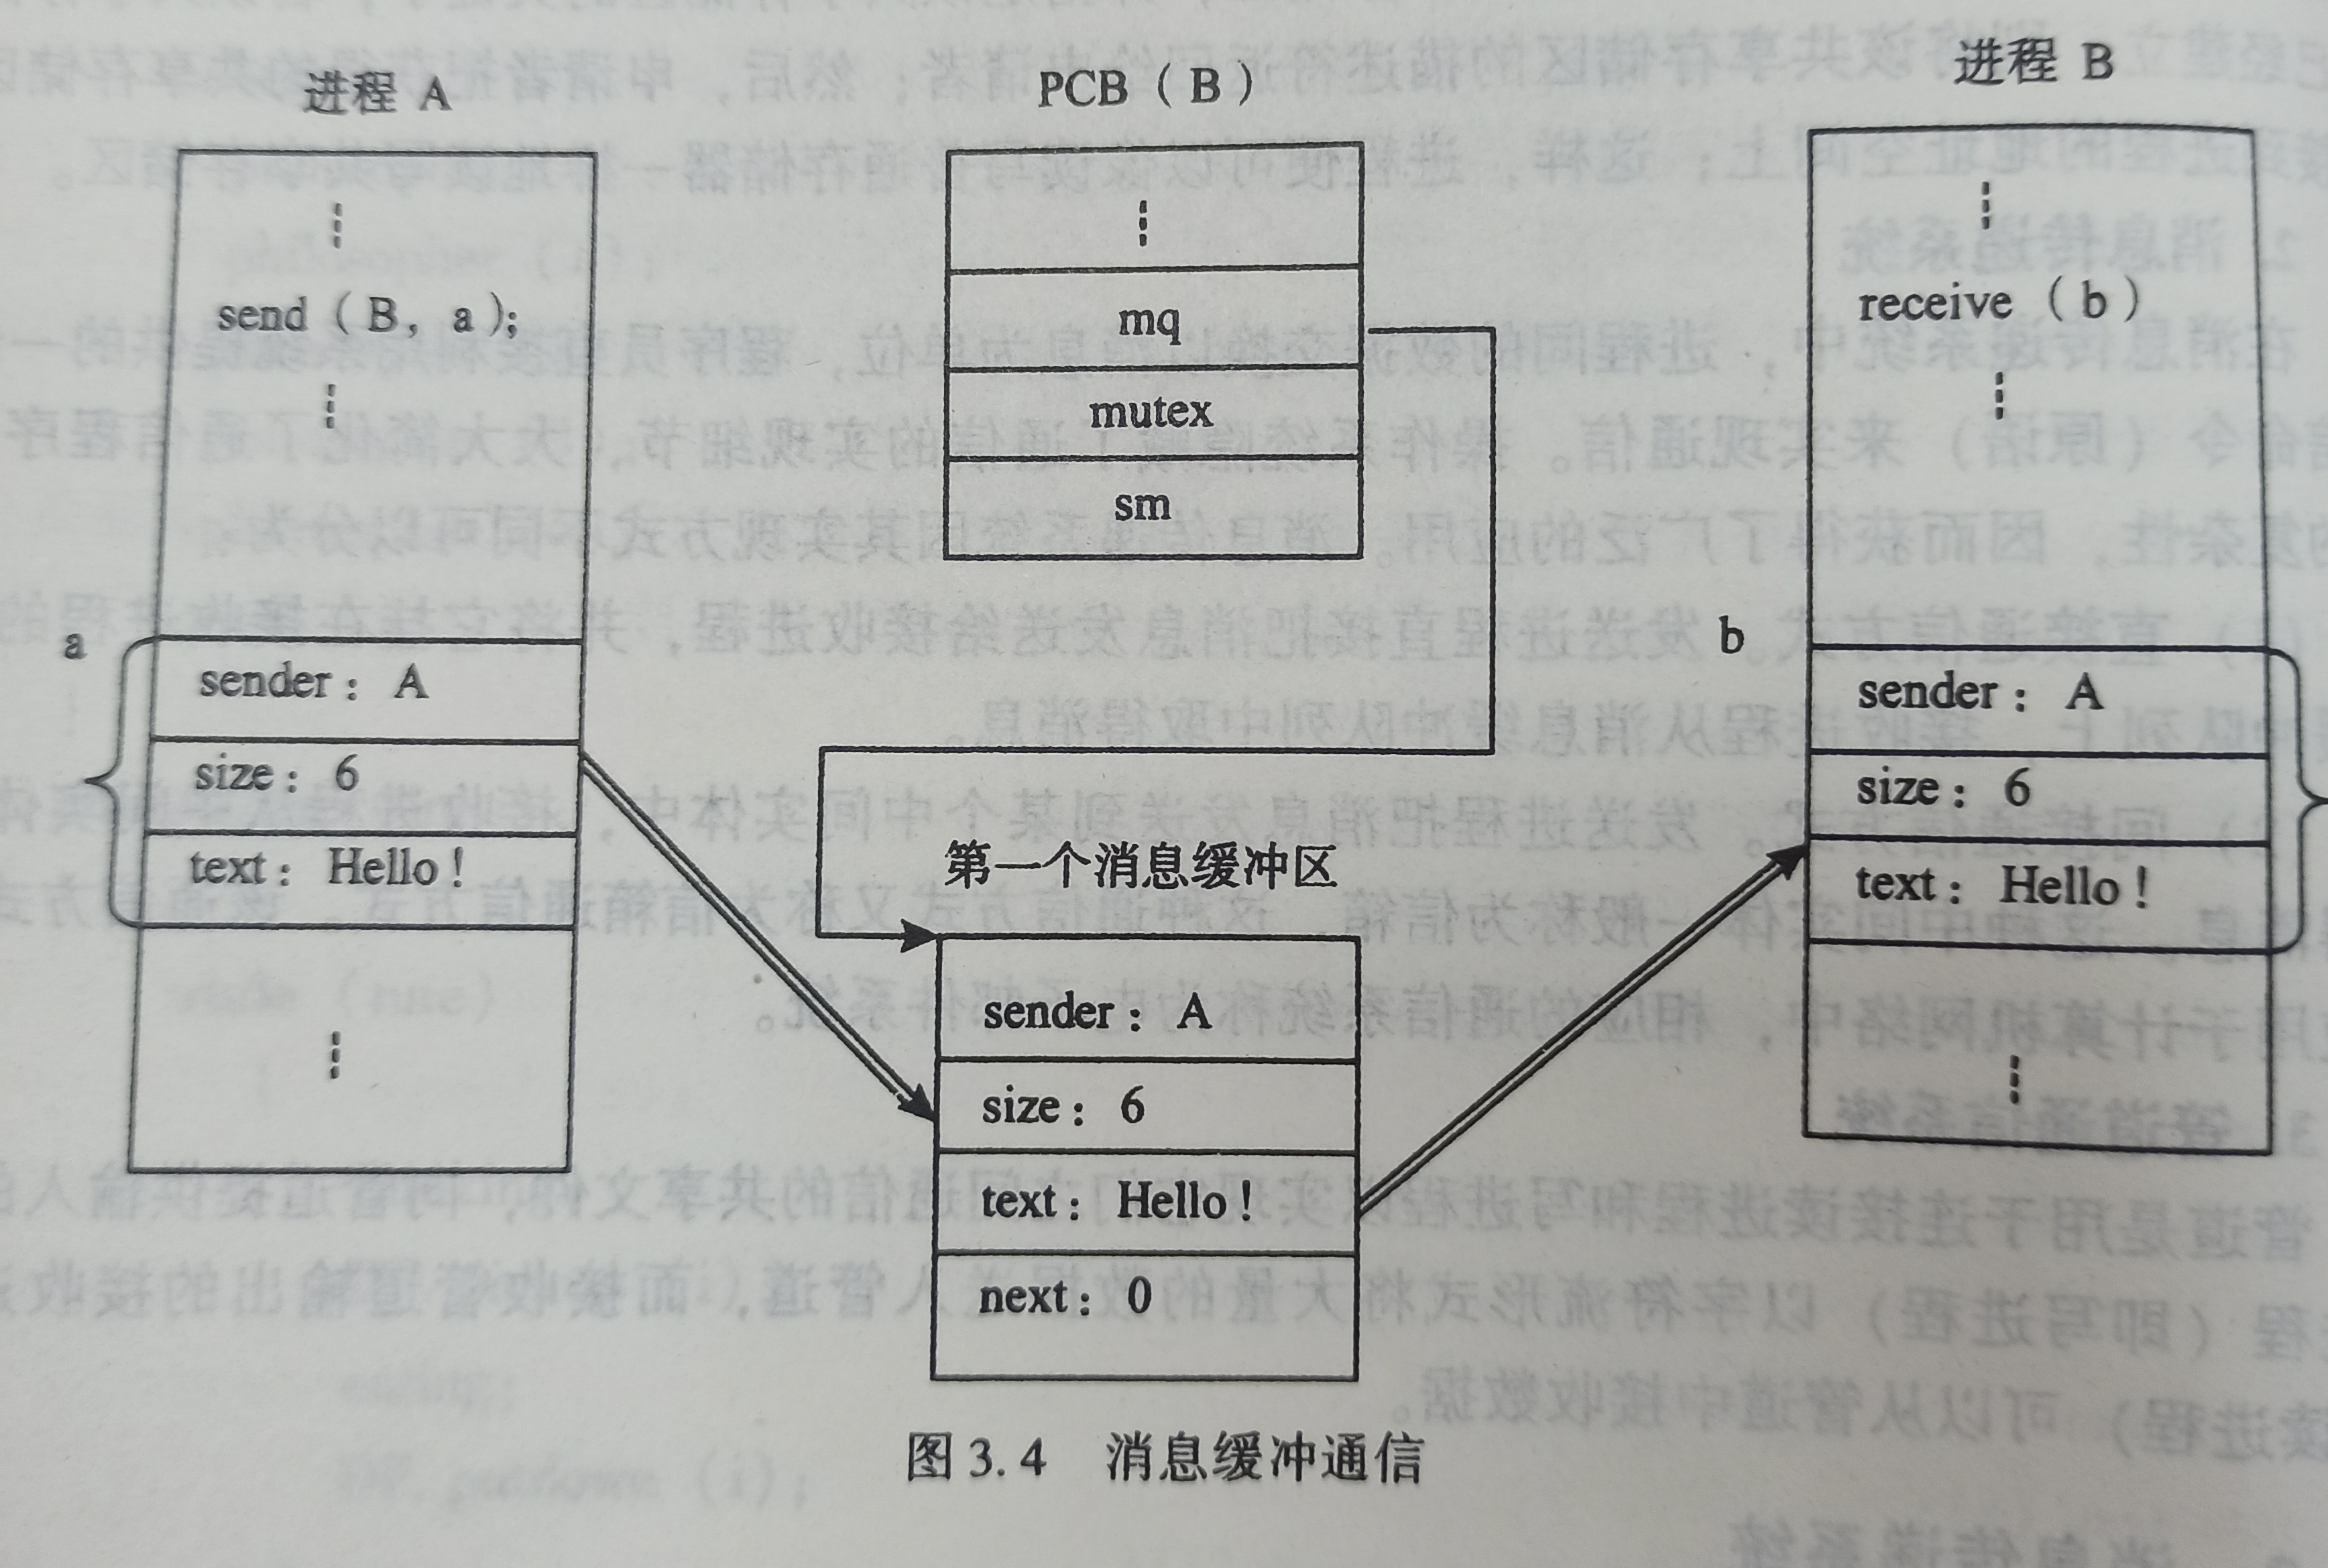 进程 A
⋮
send (B, a);
⋮
a
sender: A
size: 6
text: Hello!
⋮
PCB (B)
⋮
mq
mutex
sm
第一个消息缓冲区
sender: A
size: 6
text: Hello!
next: 0
进程 B
⋮
receive (b)
⋮
b
sender: A
size: 6
text: Hello!
⋮
图 3.4 消息缓冲通信